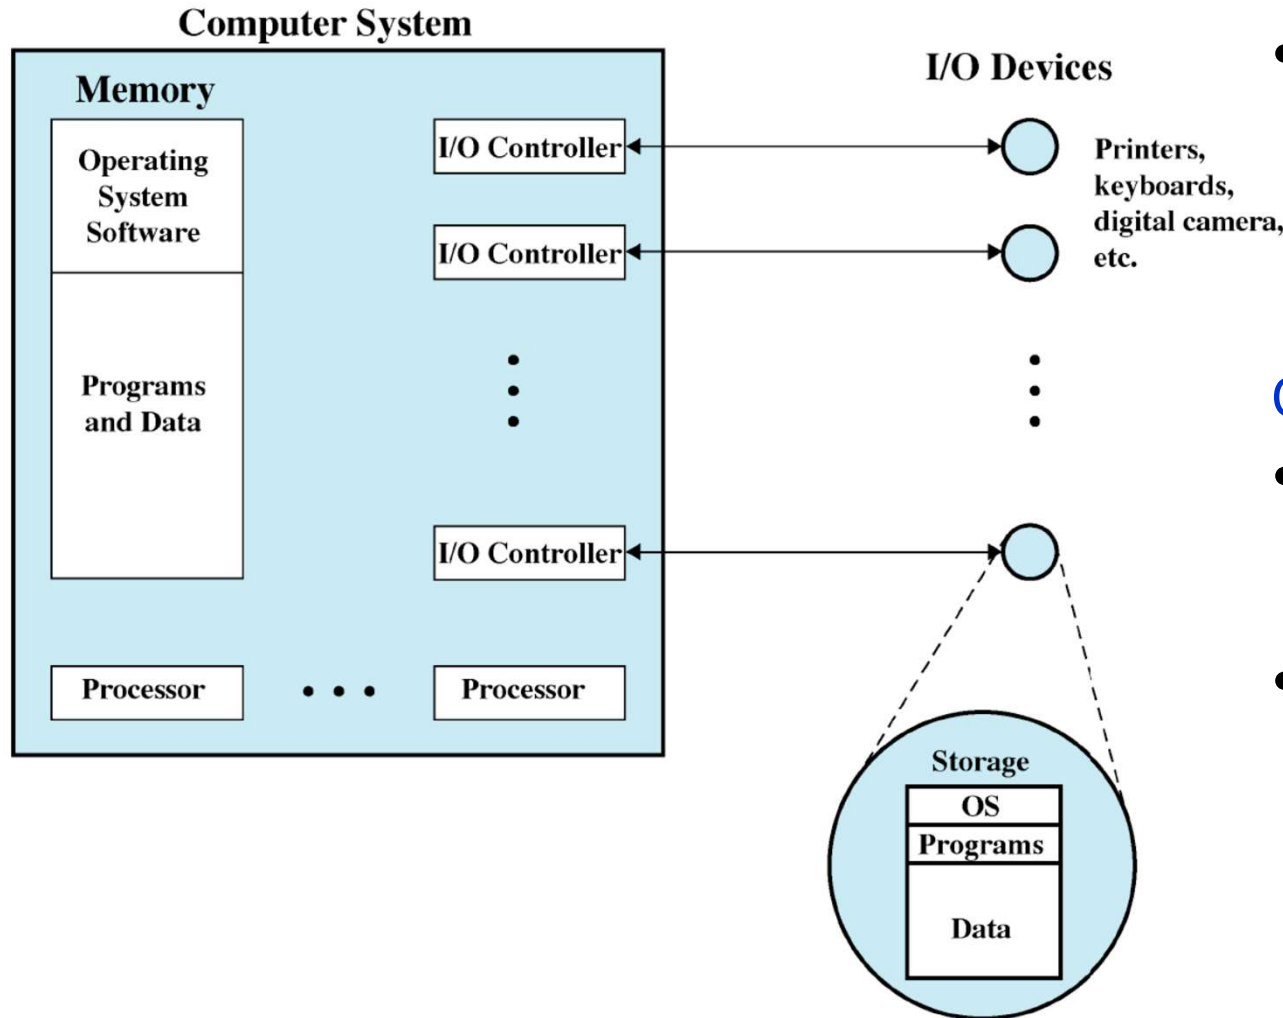 Computer System
Memory
Operating
System
Software
Programs
and Data
I/O Controller
I/O Controller
I/O Controller
Processor
Processor
I/O Devices
Printers,
keyboards,
digital camera,
etc.
Storage
OS
Programs
Data